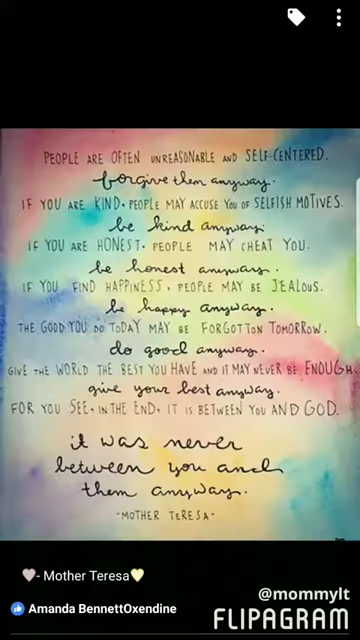 PEOPLE ARE OFTEN UNREASONABLE AND SELF-CENTERED.
forgive them anyway.
IF YOU ARE KIND, PEOPLE MAY ACCUSE YOU OF SELFISH MOTIVES.
be kind anyway.
IF YOU ARE HONEST, PEOPLE MAY CHEAT YOU.
be honest anyway.
IF YOU FIND HAPPINESS, PEOPLE MAY BE JEALOUS.
be happy anyway.
THE GOOD YOU DO TODAY MAY BE FORGOTTON TOMORROW.
do good anyway.
GIVE THE WORLD THE BEST YOU HAVE AND IT MAY NEVER BE ENOUGH.
give your best anyway.
FOR YOU SEE, IN THE END, IT IS BETWEEN YOU AND GOD.
it was never
between you and
them anyway.
-MOTHER TERESA-
🤍- Mother Teresa💛
Amanda BennettOxendine
@mommylt
FLIPAGRAM